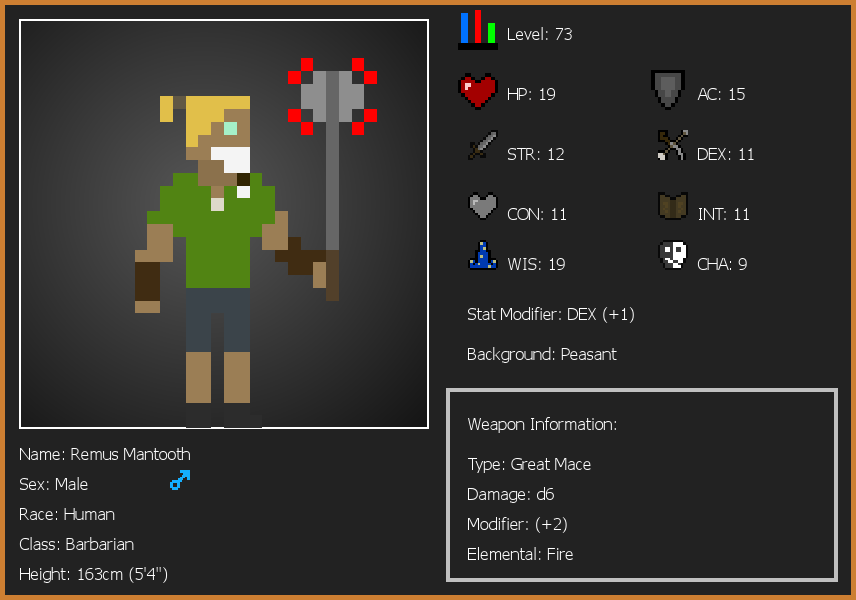 Level: 73
HP: 19
AC: 15
STR: 12
DEX: 11
CON: 11
INT: 11
WIS: 19
CHA: 9
Stat Modifier: DEX (+1)
Background: Peasant
Weapon Information:
Type: Great Mace
Damage: d6
Modifier: (+2)
Elemental: Fire
Name: Remus Mantooth
Sex: Male
Race: Human
Class: Barbarian
Height: 163cm (5'4")